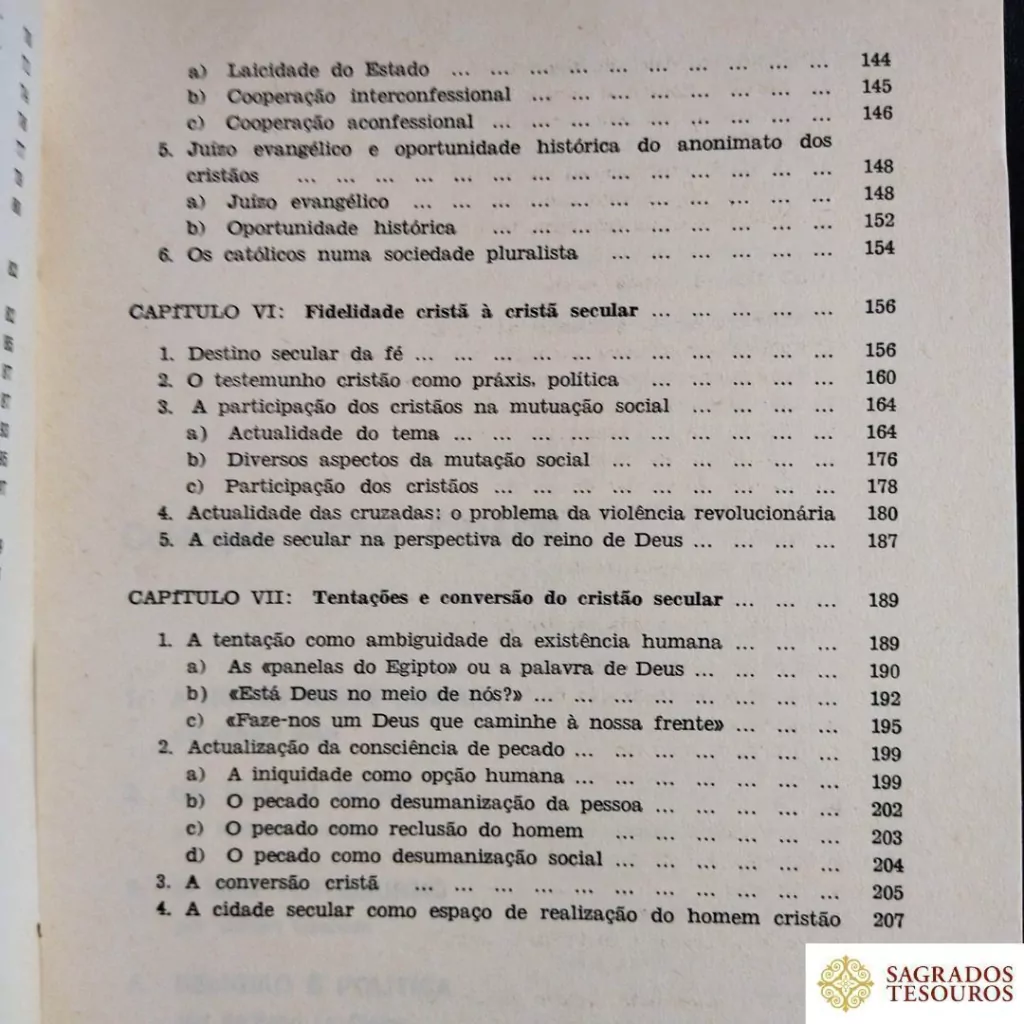 a) Laicidade do Estado ... ... ... ... ... ... ... ... ... ... 144
b) Cooperação interconfessional ... ... ... ... ... ... ... ... 145
c) Cooperação aconfessional ... ... ... ... ... ... ... ... ... 146
5. Juízo evangélico e oportunidade histórica do anonimato dos
cristãos ... ... ... ... ... ... ... ... ... ... ... ... ... ... 148
a) Juízo evangélico ... ... ... ... ... ... ... ... ... ... ... 148
b) Oportunidade histórica ... ... ... ... ... ... ... ... ... 152
6. Os católicos numa sociedade pluralista ... ... ... ... ... ... 154
CAPÍTULO VI: Fidelidade cristã à cristã secular ... ... ... ... ... 156
1. Destino secular da fé ... ... ... ... ... ... ... ... ... ... ... 156
2. O testemunho cristão como práxis, política ... ... ... ... ... 160
3. A participação dos cristãos na mutuação social ... ... ... ... 164
a) Actualidade do tema ... ... ... ... ... ... ... ... ... ... 164
b) Diversos aspectos da mutação social ... ... ... ... ... ... 176
c) Participação dos cristãos ... ... ... ... ... ... ... ... ... 178
4. Actualidade das cruzadas: o problema da violência revolucionária 180
5. A cidade secular na perspectiva do reino de Deus ... ... ... ... 187
CAPÍTULO VII: Tentações e conversão do cristão secular ... ... ... 189
1. A tentação como ambiguidade da existência humana ... ... ... 189
a) As «panelas do Egipto» ou a palavra de Deus ... ... ... ... 190
b) «Está Deus no meio de nós?» ... ... ... ... ... ... ... ... 192
c) «Faze-nos um Deus que caminhe à nossa frente» ... ... ... 195
2. Actualização da consciência de pecado ... ... ... ... ... ... ... 199
a) A iniquidade como opção humana ... ... ... ... ... ... ... 199
b) O pecado como desumanização da pessoa ... ... ... ... ... 202
c) O pecado como reclusão do homem ... ... ... ... ... ... 203
d) O pecado como desumanização social ... ... ... ... ... ... 204
3. A conversão cristã ... ... ... ... ... ... ... ... ... ... ... 205
4. A cidade secular como espaço de realização do homem cristão 207
SAGRADOS
TESOUROS